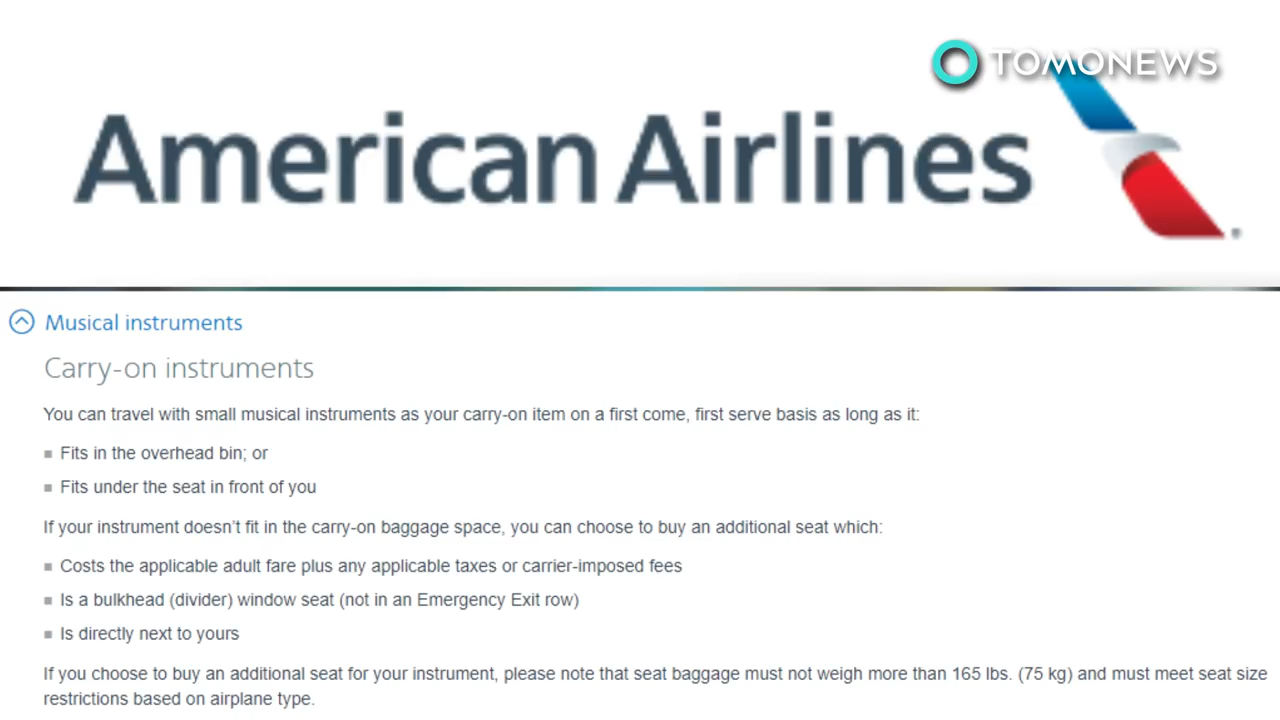 TOMONEWS
American Airlines
Musical instruments
Carry-on instruments
You can travel with small musical instruments as your carry-on item on a first come, first serve basis as long as it:
Fits in the overhead bin; or
Fits under the seat in front of you
If your instrument doesn't fit in the carry-on baggage space, you can choose to buy an additional seat which:
Costs the applicable adult fare plus any applicable taxes or carrier-imposed fees
Is a bulkhead (divider) window seat (not in an Emergency Exit row)
Is directly next to yours
If you choose to buy an additional seat for your instrument, please note that seat baggage must not weigh more than 165 lbs. (75 kg) and must meet seat size
restrictions based on airplane type.